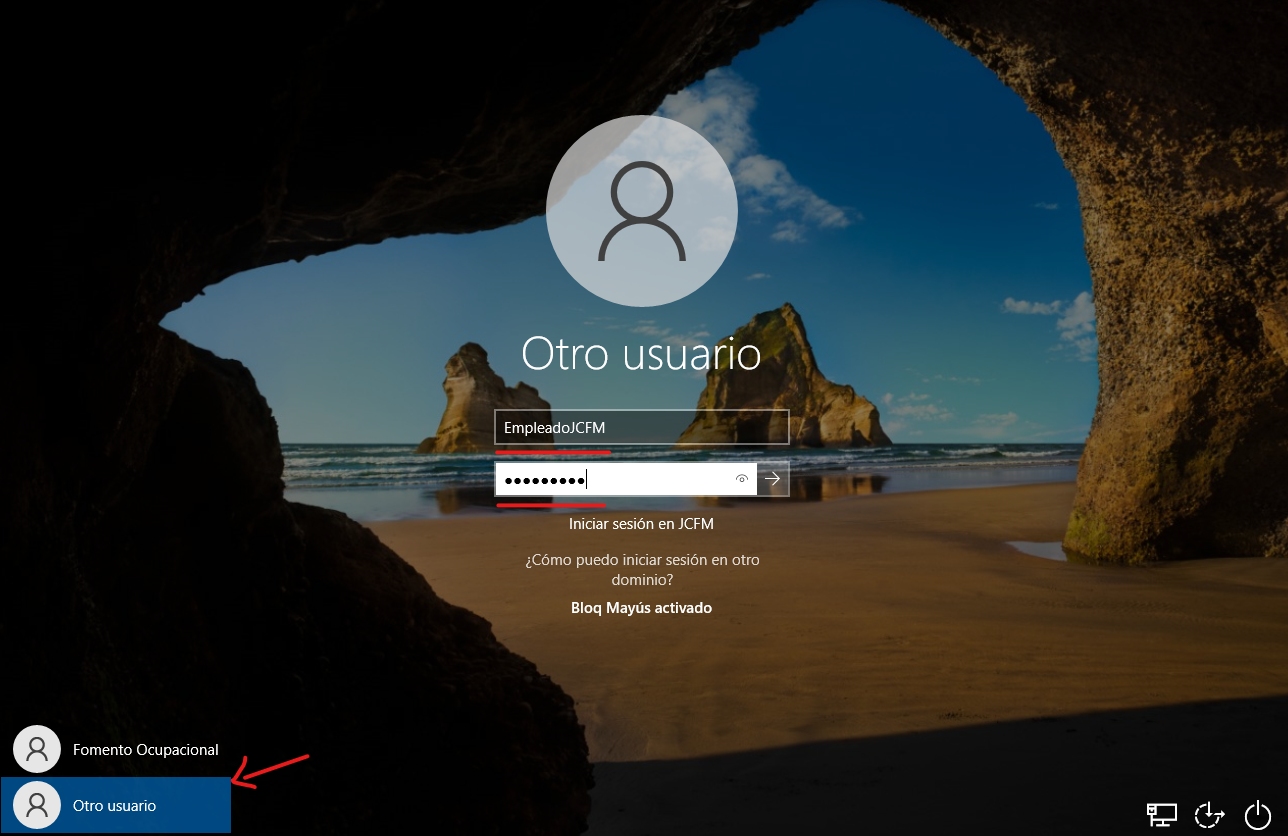 Otro usuario
EmpleadoJCFM
Iniciar sesión en JCFM
¿Cómo puedo iniciar sesión en otro
dominio?
Bloq Mayús activado
Fomento Ocupacional
Otro usuario